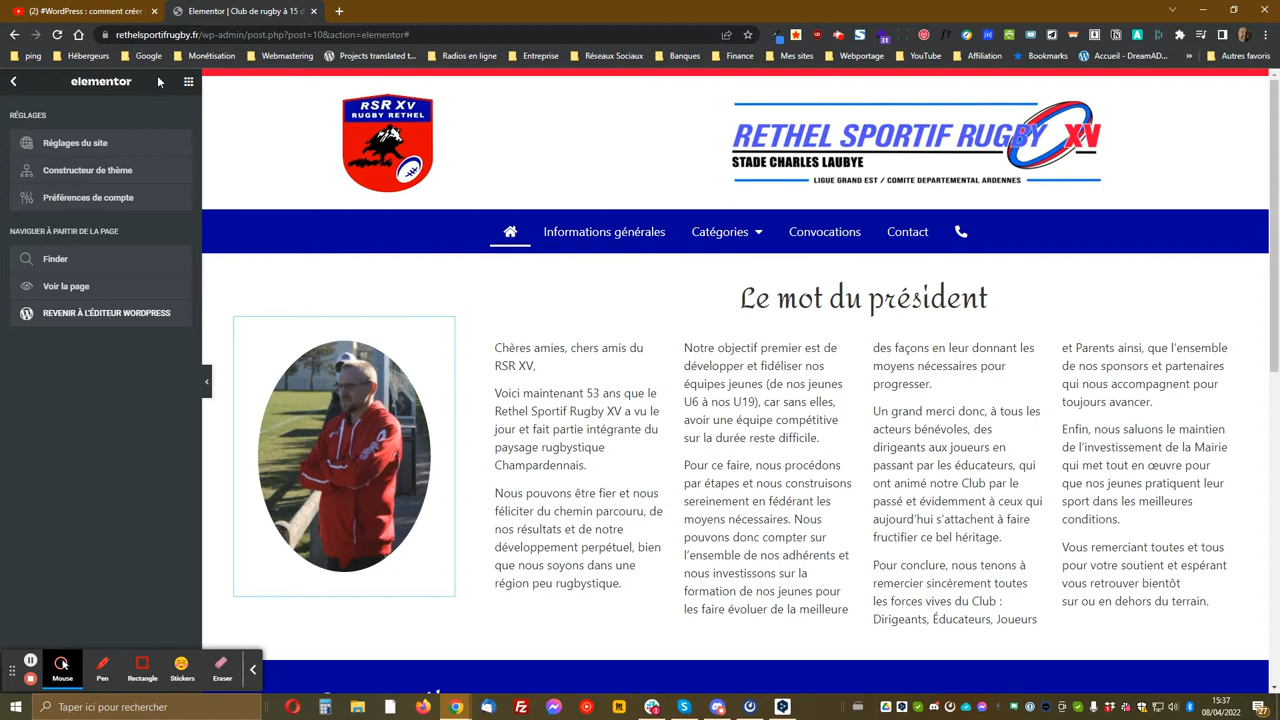 (2) #WordPress : comment créer
Elementor | Club de rugby à 15 d
rethelsportifrugby.fr/wp-admin/post.php?post=10&action=elementor#
Hébergeurs
Google
Monétisation
Webmastering
Projects translated t...
Radios en ligne
Entreprise
Réseaux Sociaux
Banques
Finance
Mes sites
Webportage
YouTube
Affiliation
Bookmarks
Accueil - DreamAD...
»
Autres favoris
elementor
RÉGLAGES
Réglages du site
Constructeur de thème
Préférences de compte
NAVIGUER À PARTIR DE LA PAGE
Finder
Voir la page
REVENIR À L'ÉDITEUR WORDPRESS
RSR XV
RUGBY RETHEL
RETHEL SPORTIF RUGBY XV
STADE CHARLES LAUBYE
LIGUE GRAND EST / COMITE DEPARTEMENTAL ARDENNES
Informations générales
Catégories
Convocations
Contact
Le mot du président
Chères amies, chers amis du
RSR XV,
Voici maintenant 53 ans que le
Rethel Sportif Rugby XV a vu le
jour et fait partie intégrante du
paysage rugbystique
Champardennais.
Nous pouvons être fier et nous
féliciter du chemin parcouru, de
nos résultats et de notre
développement perpétuel, bien
que nous soyons dans une
région peu rugbystique.
Notre objectif premier est de
développer et fidéliser nos
équipes jeunes (de nos jeunes
U6 à nos U19), car sans elles,
avoir une équipe compétitive
sur la durée reste difficile.
Pour ce faire, nous procédons
par étapes et nous construisons
sereinement en fédérant les
moyens nécessaires. Nous
pouvons donc compter sur
l'ensemble de nos adhérents et
nous investissons sur la
formation de nos jeunes pour
les faire évoluer de la meilleure
des façons en leur donnant les
moyens nécessaires pour
progresser.
Un grand merci donc, à tous les
acteurs bénévoles, des
dirigeants aux joueurs en
passant par les éducateurs, qui
ont animé notre Club par le
passé et évidemment à ceux qui
aujourd'hui s'attachent à faire
fructifier ce bel héritage.
Pour conclure, nous tenons à
remercier sincèrement toutes
les forces vives du Club :
Dirigeants, Éducateurs, Joueurs
et Parents ainsi, que l'ensemble
de nos sponsors et partenaires
qui nous accompagnent pour
toujours avancer.
Enfin, nous saluons le maintien
de l'investissement de la Mairie
qui met tout en œuvre pour
que nos jeunes pratiquent leur
sport dans les meilleures
conditions.
Vous remerciant toutes et tous
pour votre soutient et espérant
vous retrouver bientôt
sur ou en dehors du terrain.
Mouse
Pen
Rectangle
Stickers
Eraser
Taper ici pour rechercher
15:37
08/04/2022
27